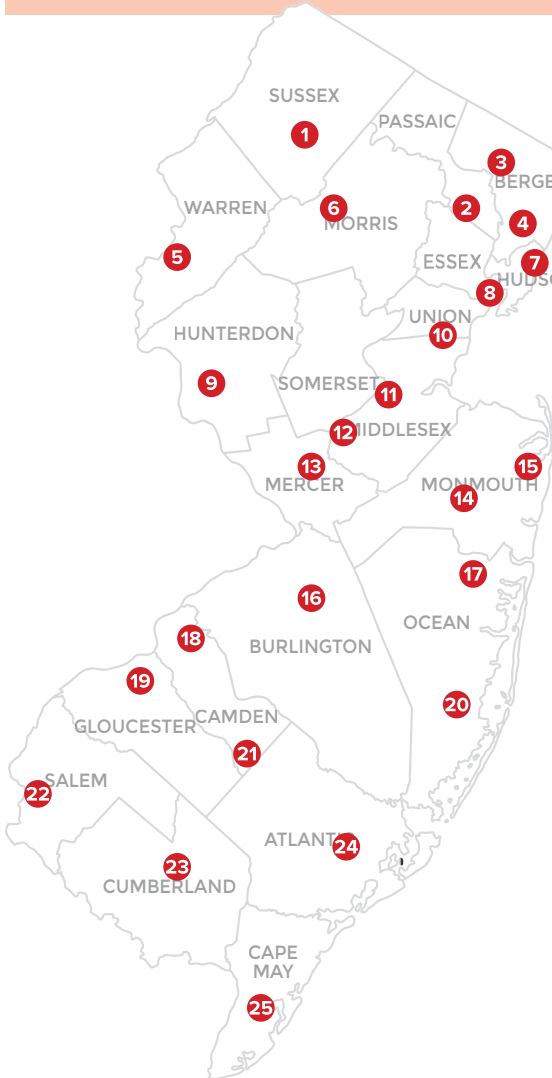 SUSSEX
PASSAIC
1
3
BERGE
WARREN
6
2
MORRIS
4
5
ESSEX
7
HUDSO
8
UNION
10
HUNTERDON
9
SOMERSET
11
12
MIDDLESEX
13
15
MERCER
MONMOUTH
14
17
16
OCEAN
18
BURLINGTON
19
20
CAMDEN
GLOUCESTER
21
SALEM
22
ATLANTIC
24
23
CUMBERLAND
CAPE
MAY
25